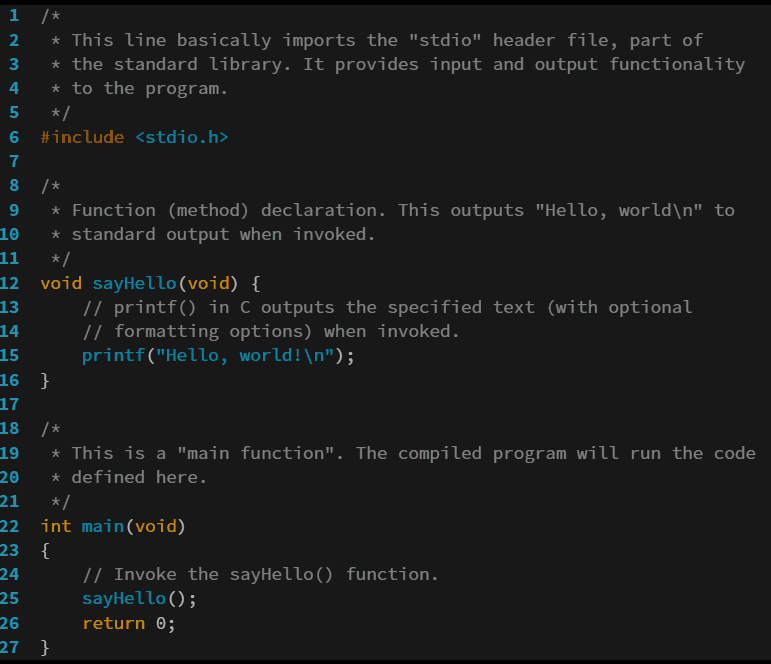 1 /*
2  * This line basically imports the "stdio" header file, part of
3  * the standard library. It provides input and output functionality
4  * to the program.
5  */
6 #include <stdio.h>
7
8 /*
9  * Function (method) declaration. This outputs "Hello, world\n" to
10  * standard output when invoked.
11  */
12 void sayHello(void) {
13     // printf() in C outputs the specified text (with optional
14     // formatting options) when invoked.
15     printf("Hello, world!\n");
16 }
17
18 /*
19  * This is a "main function". The compiled program will run the code
20  * defined here.
21  */
22 int main(void)
23 {
24     // Invoke the sayHello() function.
25     sayHello();
26     return 0;
27 }